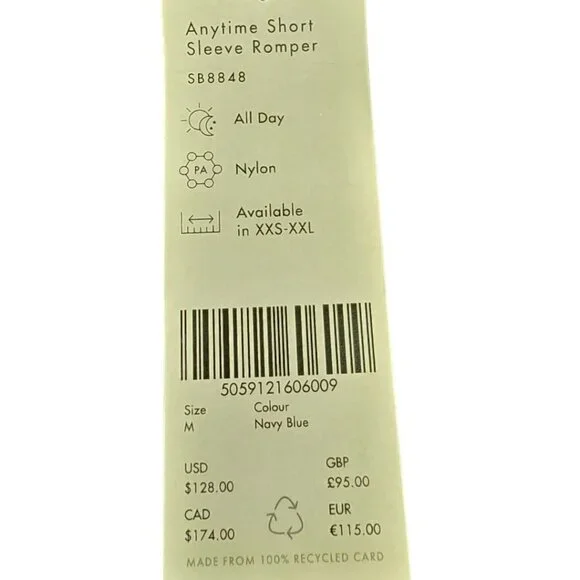 Anytime Short
Sleeve Romper
SB8848
All Day
PA
Nylon
Available
in XXS-XXL
5059121606009
Size
Colour
M
Navy Blue
USD
GBP
$128.00
£95.00
CAD
EUR
$174.00
€115.00
MADE FROM 100% RECYCLED CARD